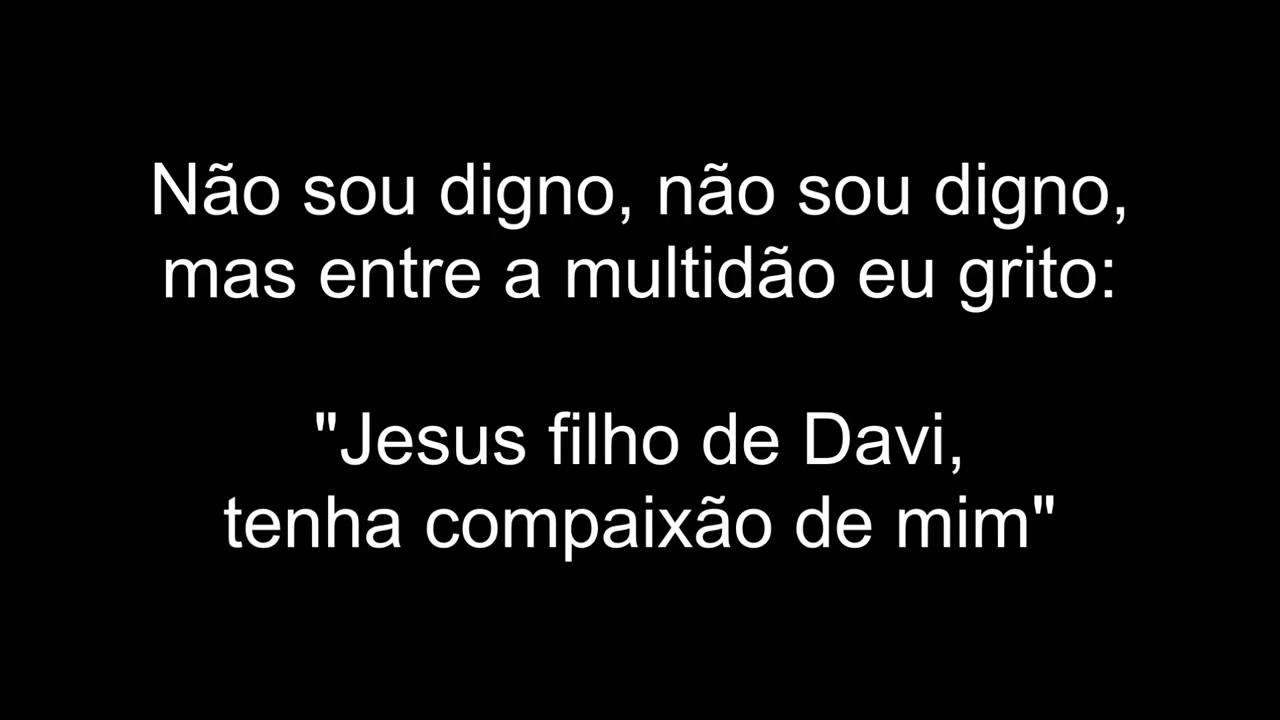 Não sou digno, não sou digno,
mas entre a multidão eu grito:
"Jesus filho de Davi,
tenha compaixão de mim"